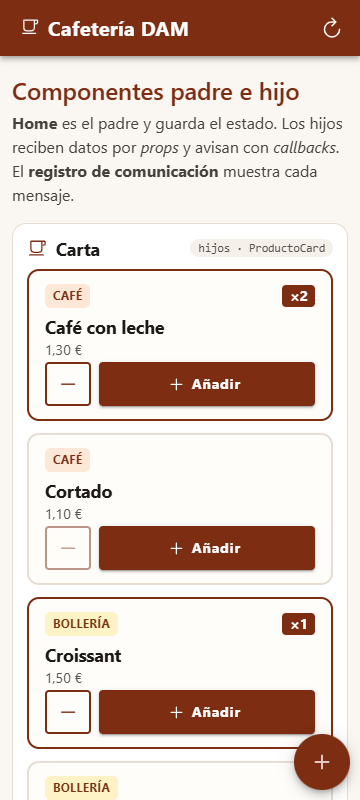 Cafetería DAM
Componentes padre e hijo
Home es el padre y guarda el estado. Los hijos
reciben datos por props y avisan con callbacks.
El registro de comunicación muestra cada
mensaje.
Carta
hijos · ProductoCard
CAFÉ
×2
Café con leche
1,30 €
— + Añadir
CAFÉ
Cortado
1,10 €
— + Añadir
BOLLERÍA
×1
Croissant
1,50 €
— + Añadir
+
BOLLERÍA